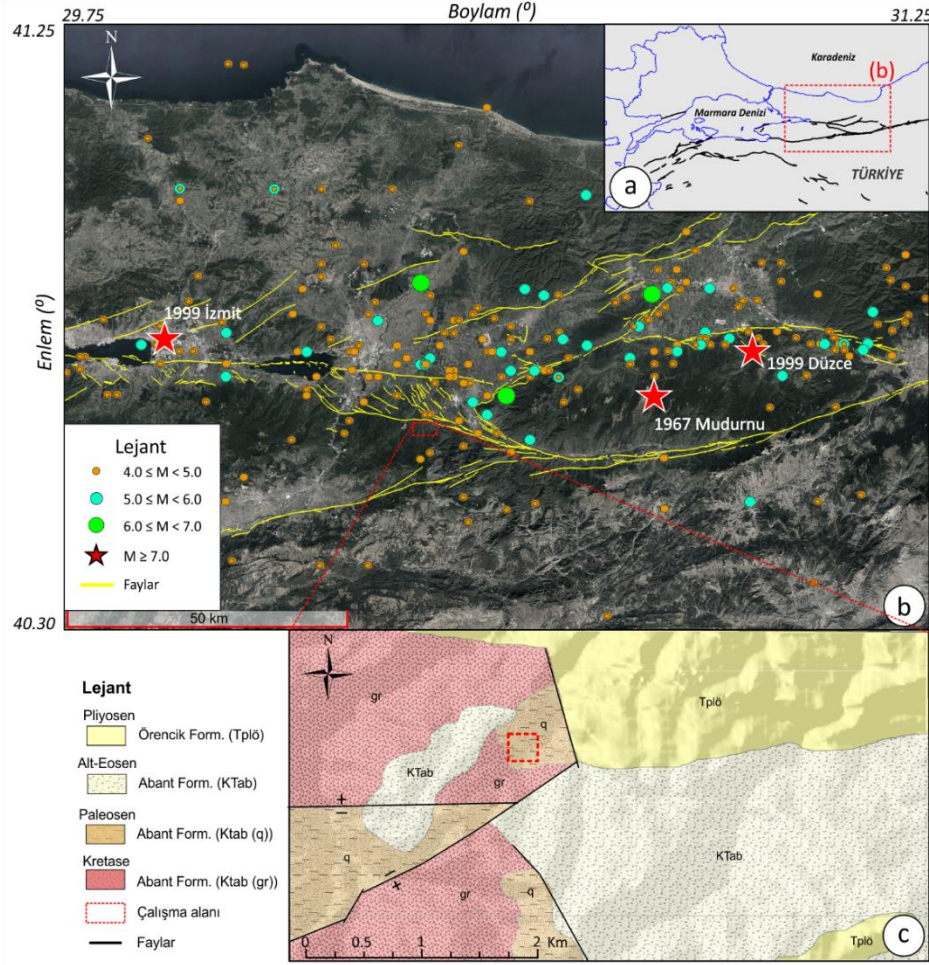 Boylam (⁰)
29.75
31.25
41.25
Enlem (⁰)
40.30
N
Karadeniz
(b)
Marmara Denizi
TÜRKİYE
a
1999 İzmit
1999 Düzce
1967 Mudurnu
Lejant
4.0 ≤ M < 5.0
5.0 ≤ M < 6.0
6.0 ≤ M < 7.0
M ≥ 7.0
Faylar
50 km
b
Lejant
Pliyosen
Örencik Form. (Tplö)
Alt-Eosen
Abant Form. (KTab)
Paleosen
Abant Form. (Ktab (q))
Kretase
Abant Form. (Ktab (gr))
Çalışma alanı
Faylar
N
gr
q
Tplö
KTab
gr
+
–
q
–
+
gr
q
KTab
Tplö
0 0.5 1 2 Km
c